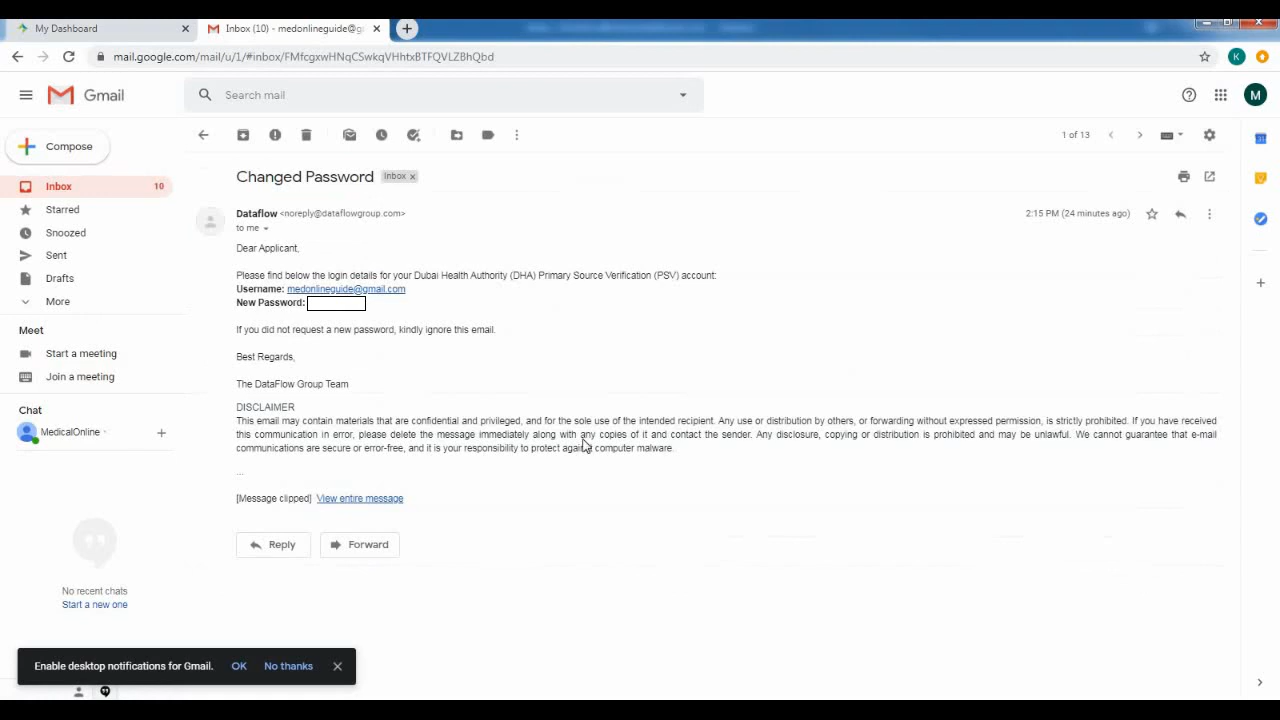 My Dashboard
Inbox (10) - medonlineguide@g
mail.google.com/mail/u/1/#inbox/FMfcgxwHNqCSwkqVHhtxBTFQVLZBhQbd
K
Gmail
Search mail
M
Compose
1 of 13
Changed Password
Inbox x
Inbox 10
Starred
Snoozed
Sent
Drafts
More
Dataflow <noreply@dataflowgroup.com>
2:15 PM (24 minutes ago)
to me
Dear Applicant,
Please find below the login details for your Dubai Health Authority (DHA) Primary Source Verification (PSV) account:
Username: medonlineguide@gmail.com
New Password:
If you did not request a new password, kindly ignore this email.
Best Regards,
The DataFlow Group Team
DISCLAIMER
This email may contain materials that are confidential and privileged, and for the sole use of the intended recipient. Any use or distribution by others, or forwarding without expressed permission, is strictly prohibited. If you have received
this communication in error, please delete the message immediately along with any copies of it and contact the sender. Any disclosure, copying or distribution is prohibited and may be unlawful. We cannot guarantee that e-mail
communications are secure or error-free, and it is your responsibility to protect against computer malware.
...
[Message clipped] View entire message
Reply
Forward
Meet
Start a meeting
Join a meeting
Chat
MedicalOnline
No recent chats
Start a new one
Enable desktop notifications for Gmail. OK No thanks